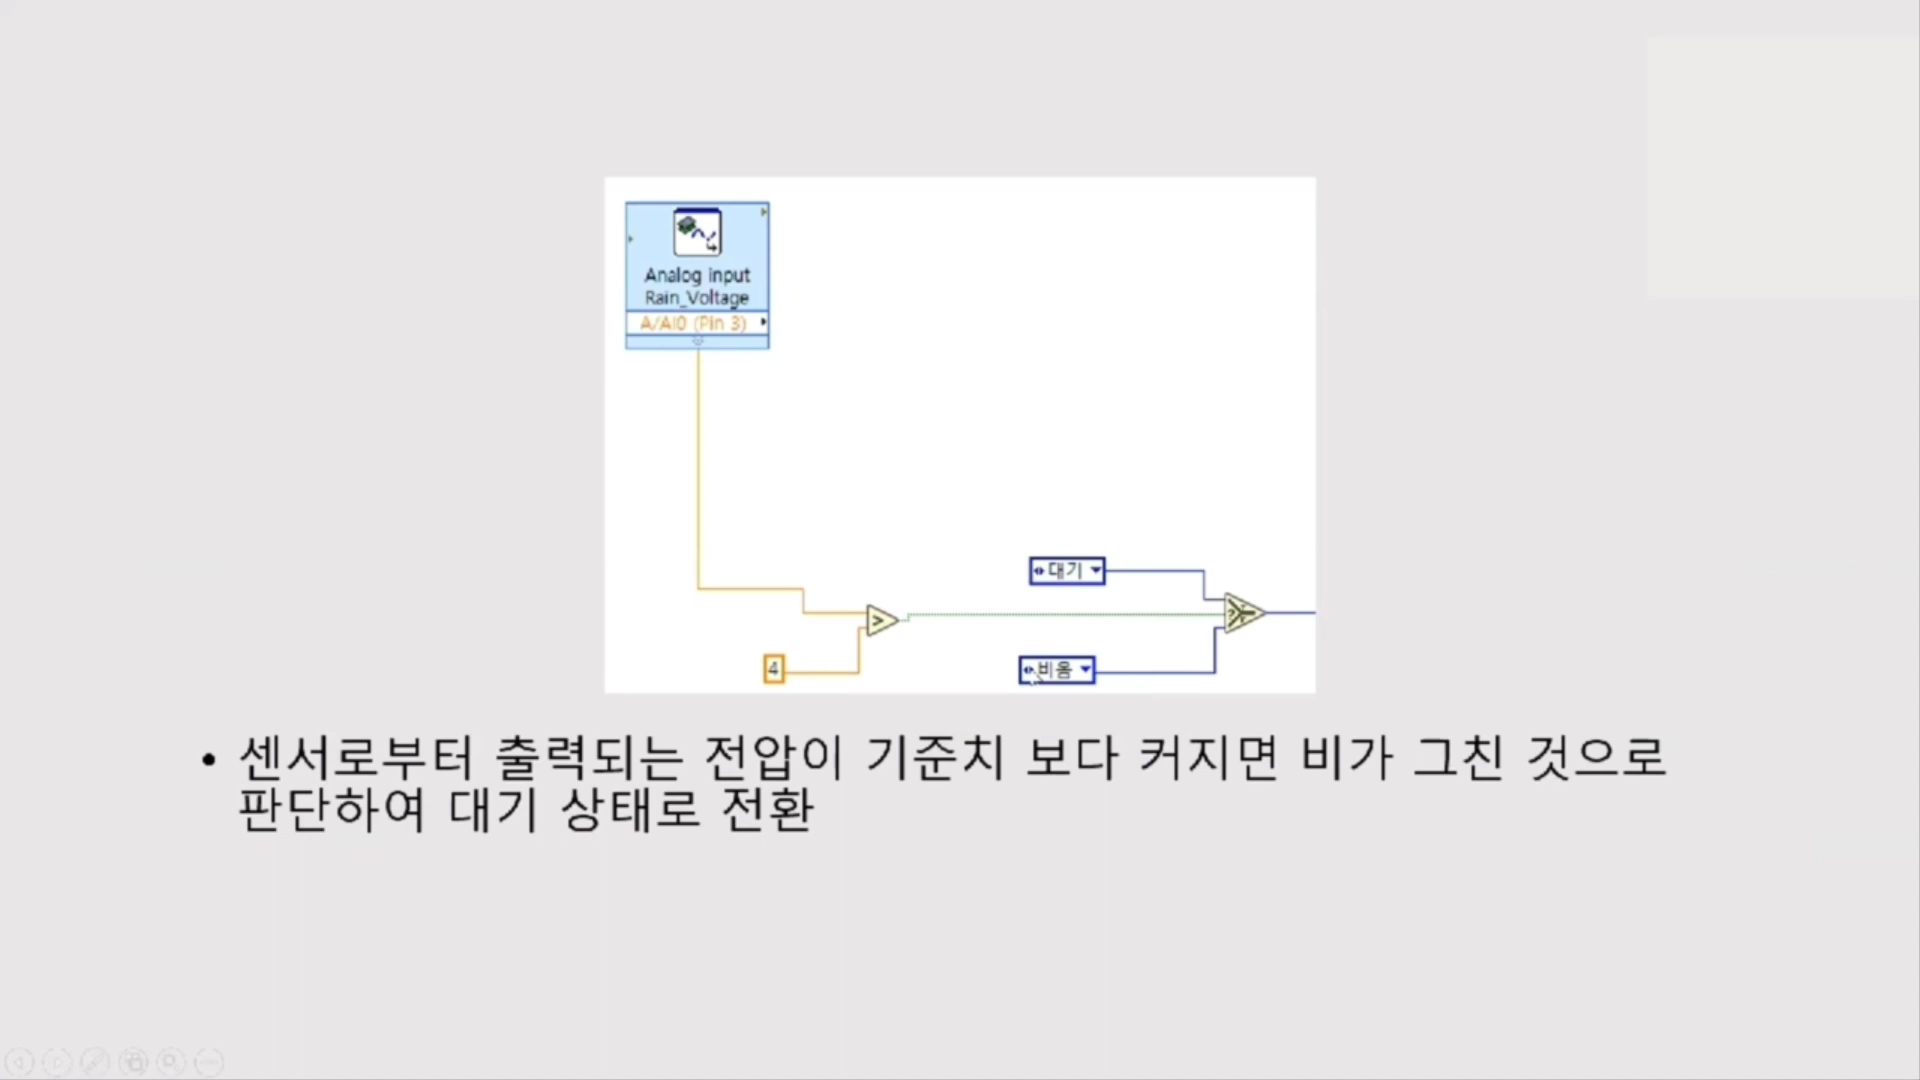 Analog input
Rain_Voltage
A/AI0 (Pin 3)
대기
>
4
비움
• 센서로부터 출력되는 전압이 기준치 보다 커지면 비가 그친 것으로
판단하여 대기 상태로 전환